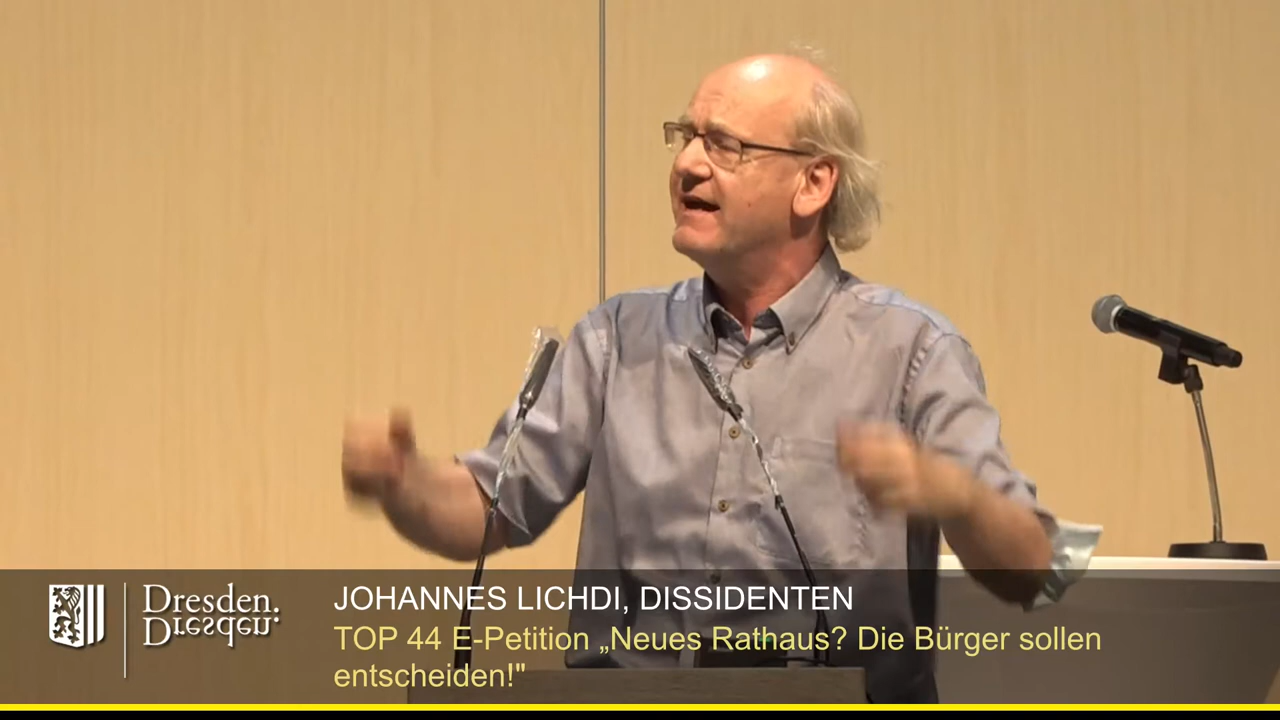 Dresden.
Dresden.
JOHANNES LICHDI, DISSIDENTEN
TOP 44 E-Petition „Neues Rathaus? Die Bürger sollen
entscheiden!"